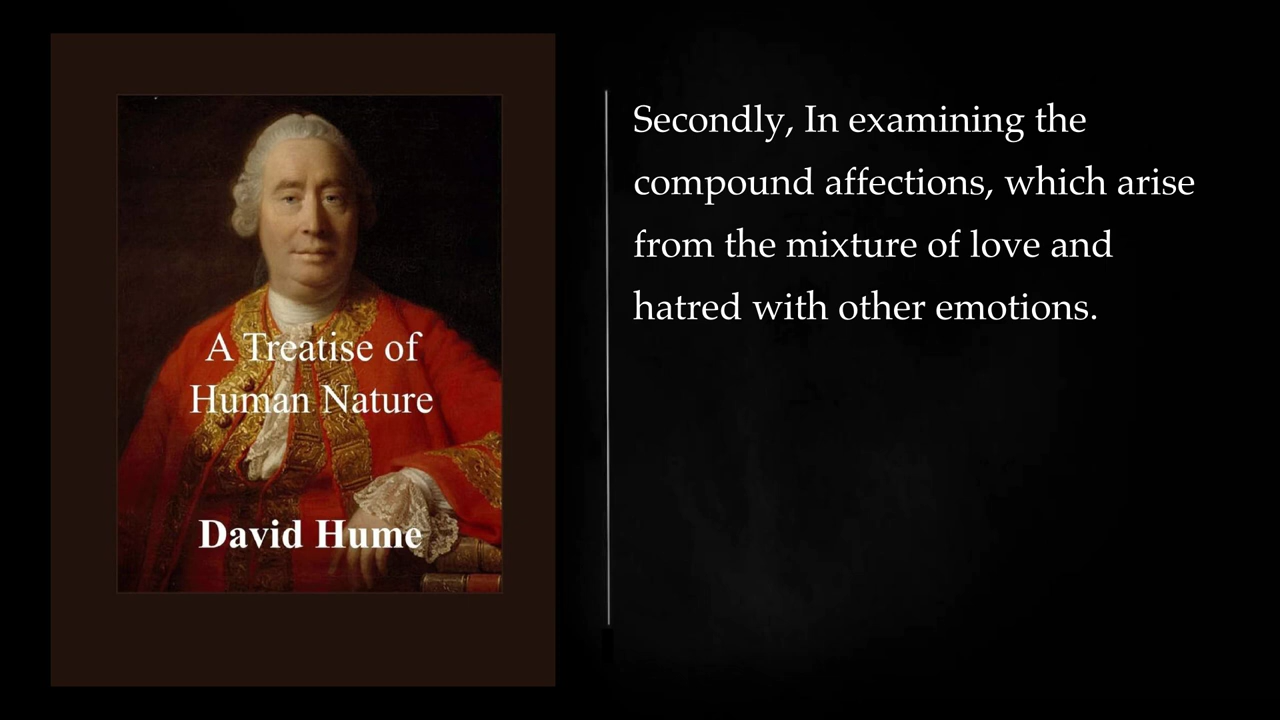 A Treatise of
Human Nature
David Hume
Secondly, In examining the
compound affections, which arise
from the mixture of love and
hatred with other emotions.